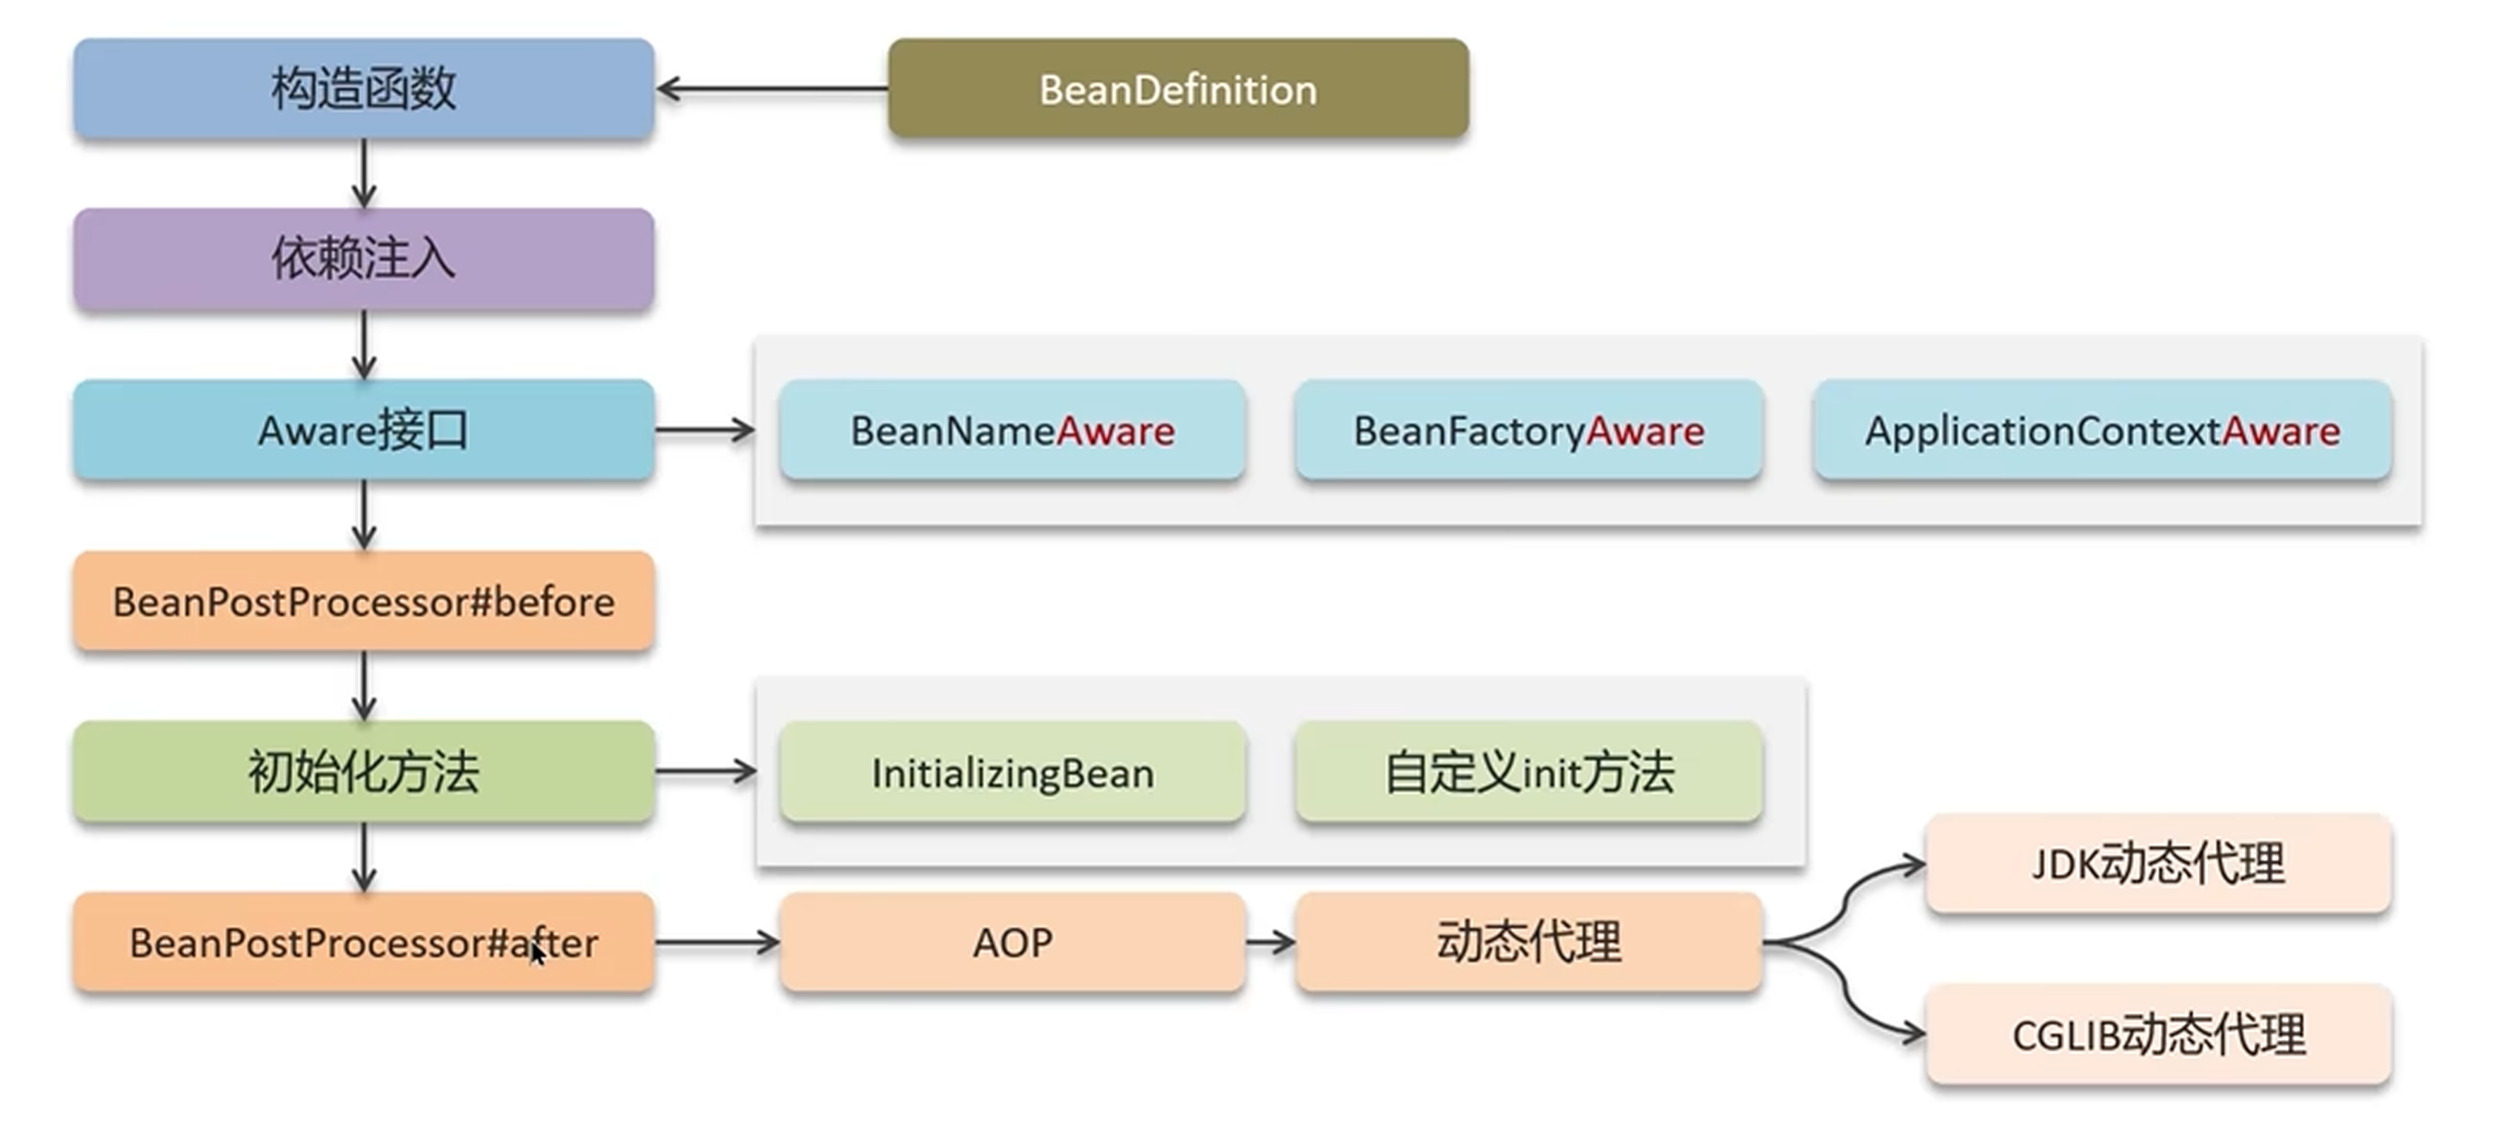 构造函数
BeanDefinition
依赖注入
Aware接口
BeanNameAware
BeanFactoryAware
ApplicationContextAware
BeanPostProcessor#before
初始化方法
InitializingBean
自定义init方法
JDK动态代理
BeanPostProcessor#after
AOP
动态代理
CGLIB动态代理